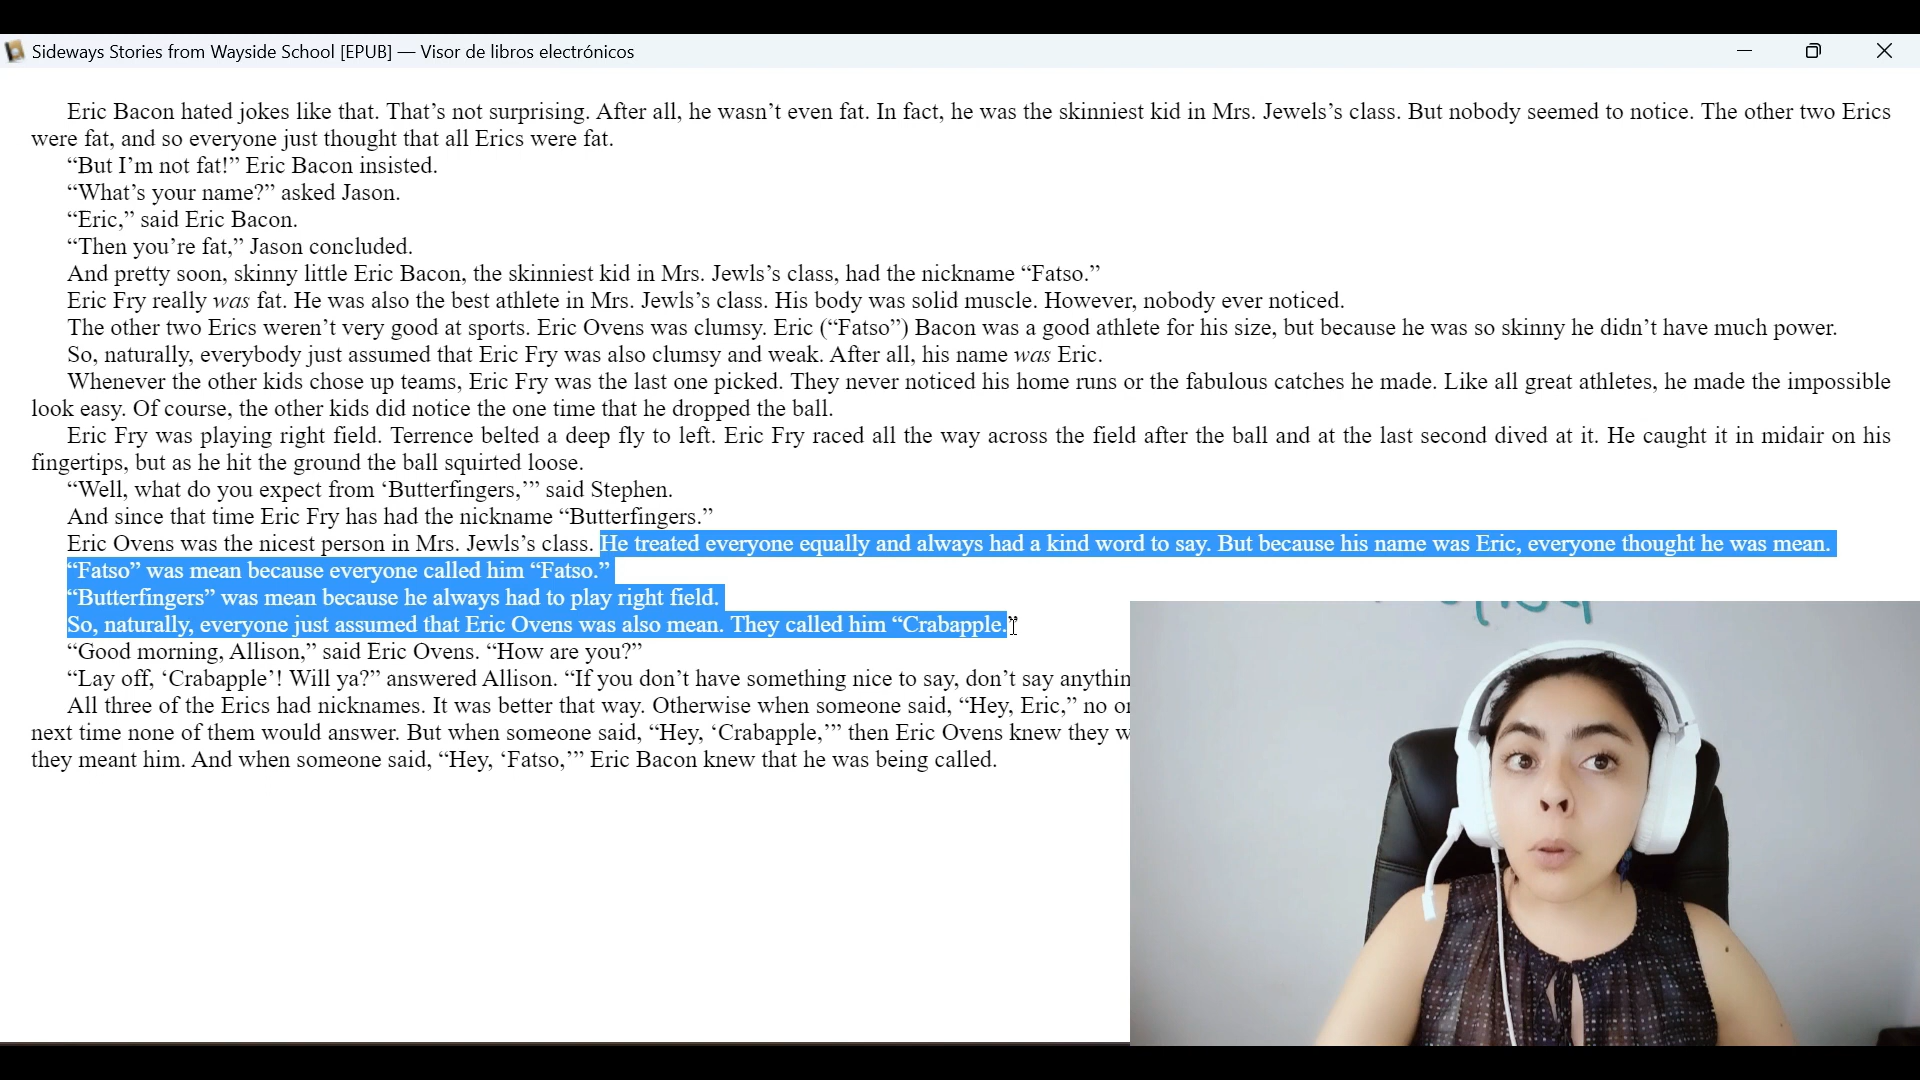 Sideways Stories from Wayside School [EPUB] — Visor de libros electrónicos
Eric Bacon hated jokes like that. That’s not surprising. After all, he wasn’t even fat. In fact, he was the skinniest kid in Mrs. Jewels’s class. But nobody seemed to notice. The other two Erics
were fat, and so everyone just thought that all Erics were fat.
“But I’m not fat!” Eric Bacon insisted.
“What’s your name?” asked Jason.
“Eric,” said Eric Bacon.
“Then you’re fat,” Jason concluded.
And pretty soon, skinny little Eric Bacon, the skinniest kid in Mrs. Jewls’s class, had the nickname “Fatso.”
Eric Fry really was fat. He was also the best athlete in Mrs. Jewls’s class. His body was solid muscle. However, nobody ever noticed.
The other two Erics weren’t very good at sports. Eric Ovens was clumsy. Eric (“Fatso”) Bacon was a good athlete for his size, but because he was so skinny he didn’t have much power.
So, naturally, everybody just assumed that Eric Fry was also clumsy and weak. After all, his name was Eric.
Whenever the other kids chose up teams, Eric Fry was the last one picked. They never noticed his home runs or the fabulous catches he made. Like all great athletes, he made the impossible
look easy. Of course, the other kids did notice the one time that he dropped the ball.
Eric Fry was playing right field. Terrence belted a deep fly to left. Eric Fry raced all the way across the field after the ball and at the last second dived at it. He caught it in midair on his
fingertips, but as he hit the ground the ball squirted loose.
“Well, what do you expect from ‘Butterfingers,’” said Stephen.
And since that time Eric Fry has had the nickname “Butterfingers.”
Eric Ovens was the nicest person in Mrs. Jewls’s class. He treated everyone equally and always had a kind word to say. But because his name was Eric, everyone thought he was mean.
“Fatso” was mean because everyone called him “Fatso.”
“Butterfingers” was mean because he always had to play right field.
So, naturally, everyone just assumed that Eric Ovens was also mean. They called him “Crabapple.”
“Good morning, Allison,” said Eric Ovens. “How are you?”
“Lay off, ‘Crabapple’! Will ya?” answered Allison. “If you don’t have something nice to say, don’t say anythin
All three of the Erics had nicknames. It was better that way. Otherwise when someone said, “Hey, Eric,” no
next time none of them would answer. But when someone said, “Hey, ‘Crabapple,’” then Eric Ovens knew they
they meant him. And when someone said, “Hey, ‘Fatso,’” Eric Bacon knew that he was being called.